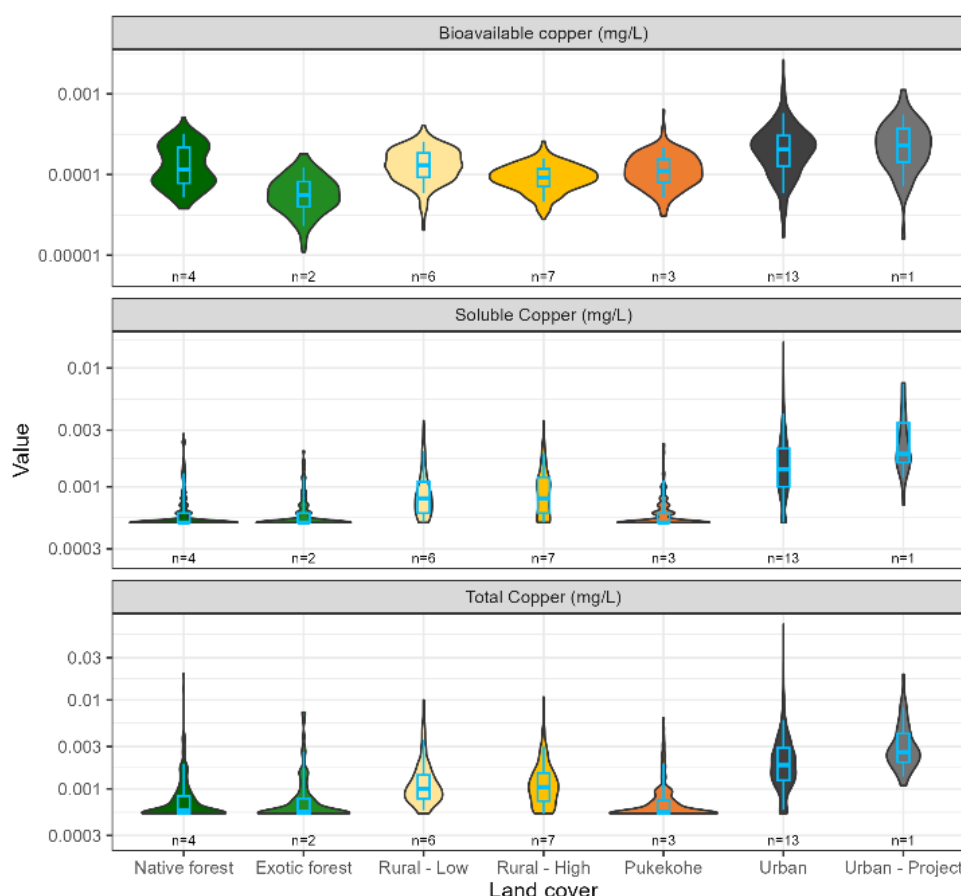 Bioavailable copper (mg/L)
0.001
0.0001
0.00001
n=4 n=2 n=6 n=7 n=3 n=13 n=1
Soluble Copper (mg/L)
0.01
0.003
0.001
0.0003
n=4 n=2 n=6 n=7 n=3 n=13 n=1
Value
Total Copper (mg/L)
0.03
0.01
0.003
0.001
0.0003
n=4 n=2 n=6 n=7 n=3 n=13 n=1
Native forest Exotic forest Rural - Low Rural - High Pukekohe Urban Urban - Project
Land cover